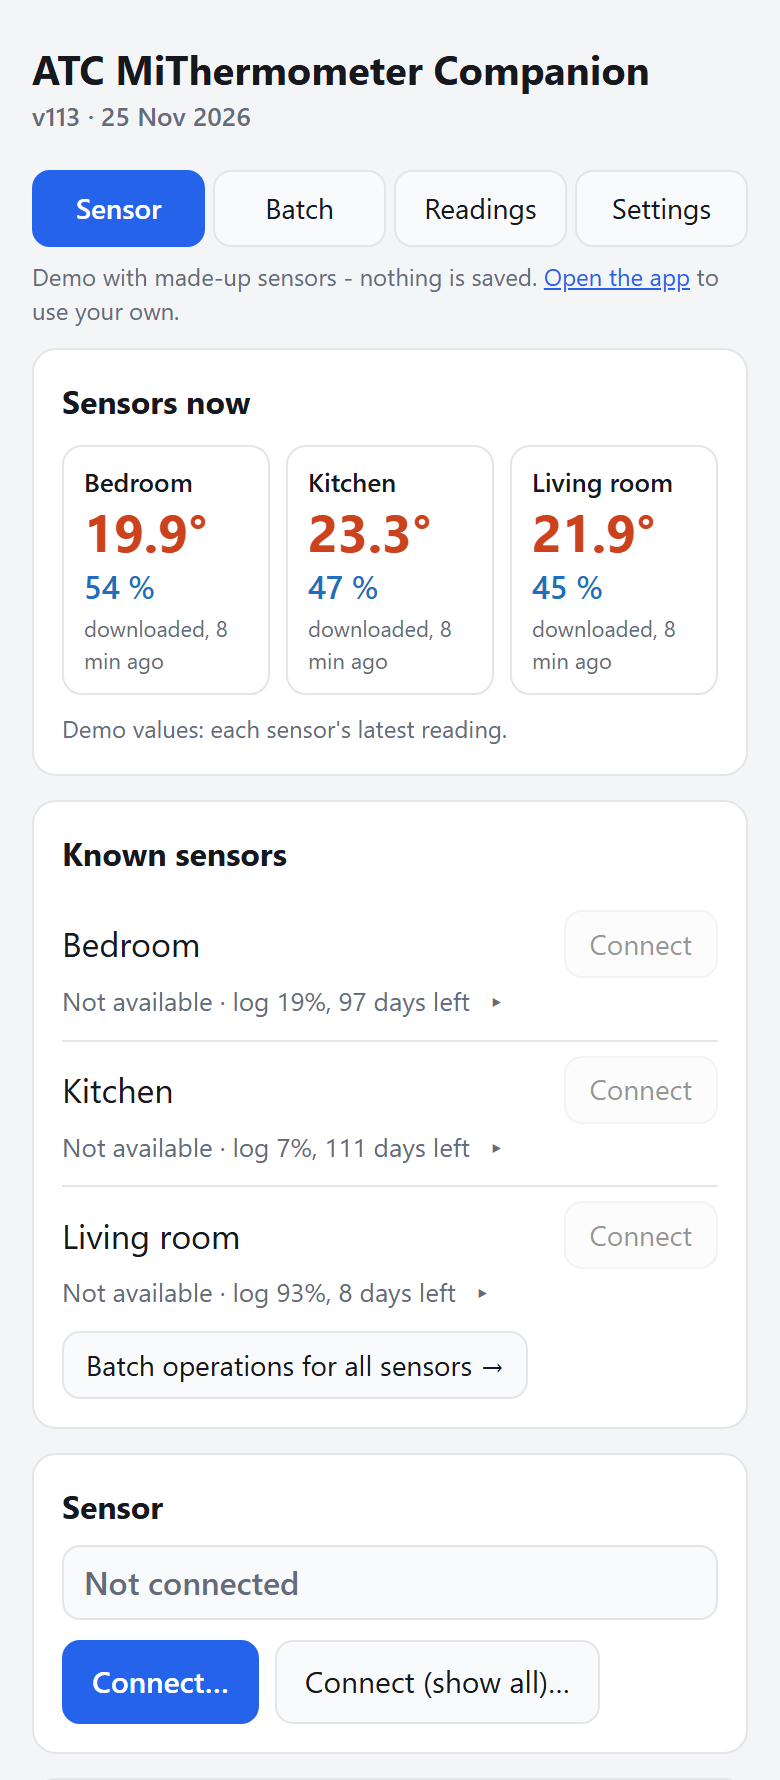 ATC MiThermometer Companion
v113 · 25 Nov 2026
Sensor
Batch
Readings
Settings
Demo with made-up sensors - nothing is saved. Open the app to
use your own.
Sensors now
Bedroom
19.9°
54 %
downloaded, 8
min ago
Kitchen
23.3°
47 %
downloaded, 8
min ago
Living room
21.9°
45 %
downloaded, 8
min ago
Demo values: each sensor's latest reading.
Known sensors
Bedroom
Connect
Not available · log 19%, 97 days left ▸
Kitchen
Connect
Not available · log 7%, 111 days left ▸
Living room
Connect
Not available · log 93%, 8 days left ▸
Batch operations for all sensors →
Sensor
Not connected
Connect...
Connect (show all)...